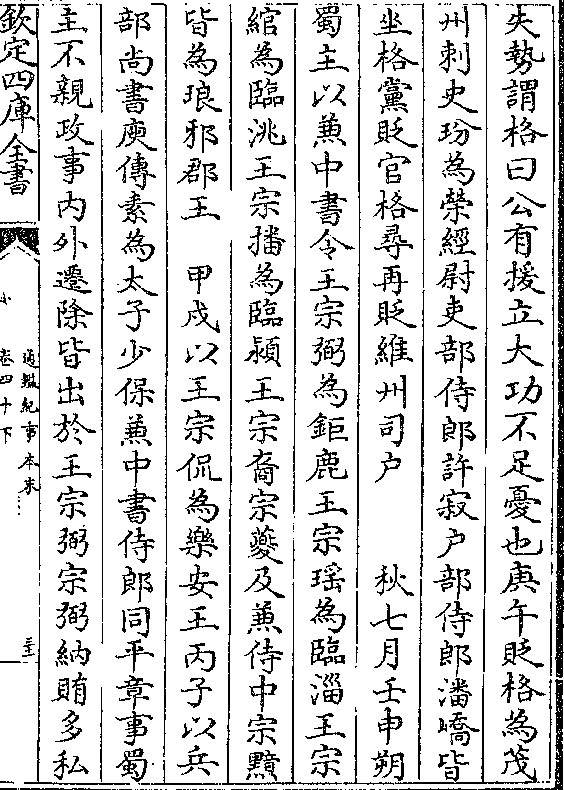 失勢謂格曰公有援立大功不足憂也庚午貶格為茂
州刺史玢為榮經尉吏部侍郎許寂户部侍郎潘嶠皆
坐格黨貶官格尋再貶維州司户　秋七月壬申朔
蜀主以兼中書令王宗弼為鉅鹿王宗瑶為臨淄王宗
綰為臨洮王宗播為臨潁王宗裔宗夔及兼侍中宗黯
皆為琅邪郡王　甲戌以王宗侃為樂安王丙子以兵
部尚書庾傳素為太子少保兼中書侍郎同平章事蜀
主不親政事内外遷除皆出於王宗弼宗弼納賄多私
欽定四庫全書
通鑑紀事本末
卷四十下